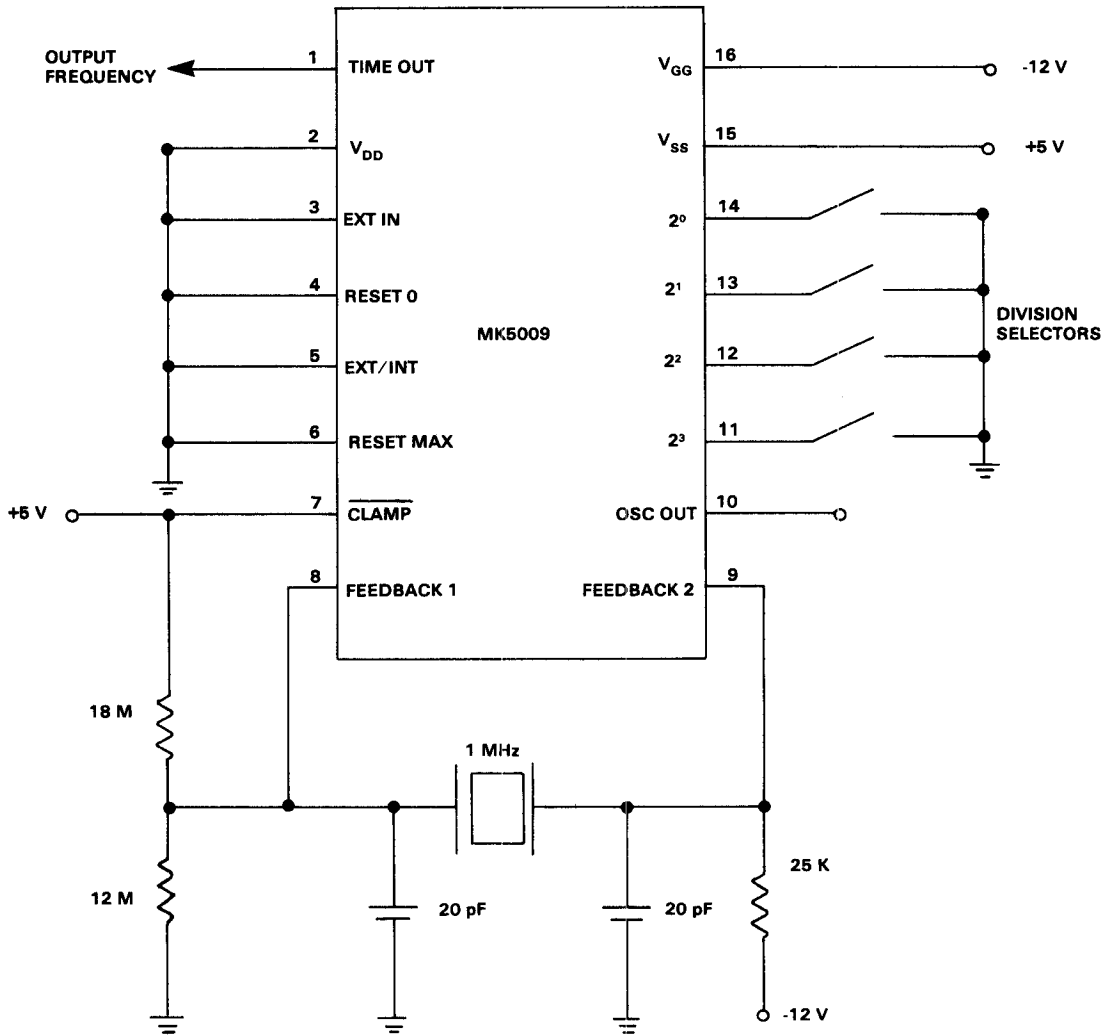 OUTPUT
FREQUENCY
1
TIME OUT
2
V_DD
3
EXT IN
4
RESET 0
5
EXT/INT
6
RESET MAX
+5 V
7
CLAMP
8
FEEDBACK 1
MK5009
V_GG
16
-12 V
V_SS
15
+5 V
2⁰
14
2¹
13
2²
12
2³
11
DIVISION
SELECTORS
OSC OUT
10
FEEDBACK 2
9
18 M
1 MHz
12 M
20 pF
20 pF
25 K
-12 V